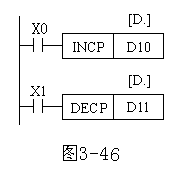 [D.]
X0
INCP D10
[D.]
X1
DECP D11
图3-46